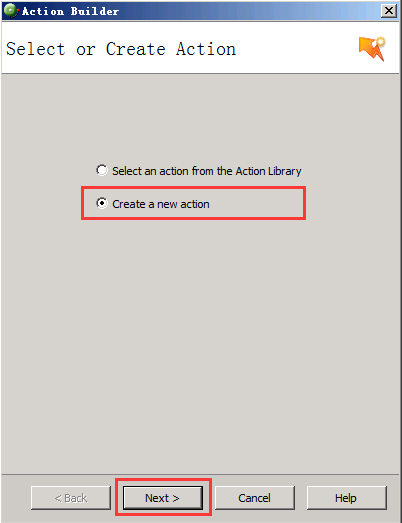 Action Builder
Select or Create Action
Select an action from the Action Library
Create a new action
< Back Next > Cancel Help